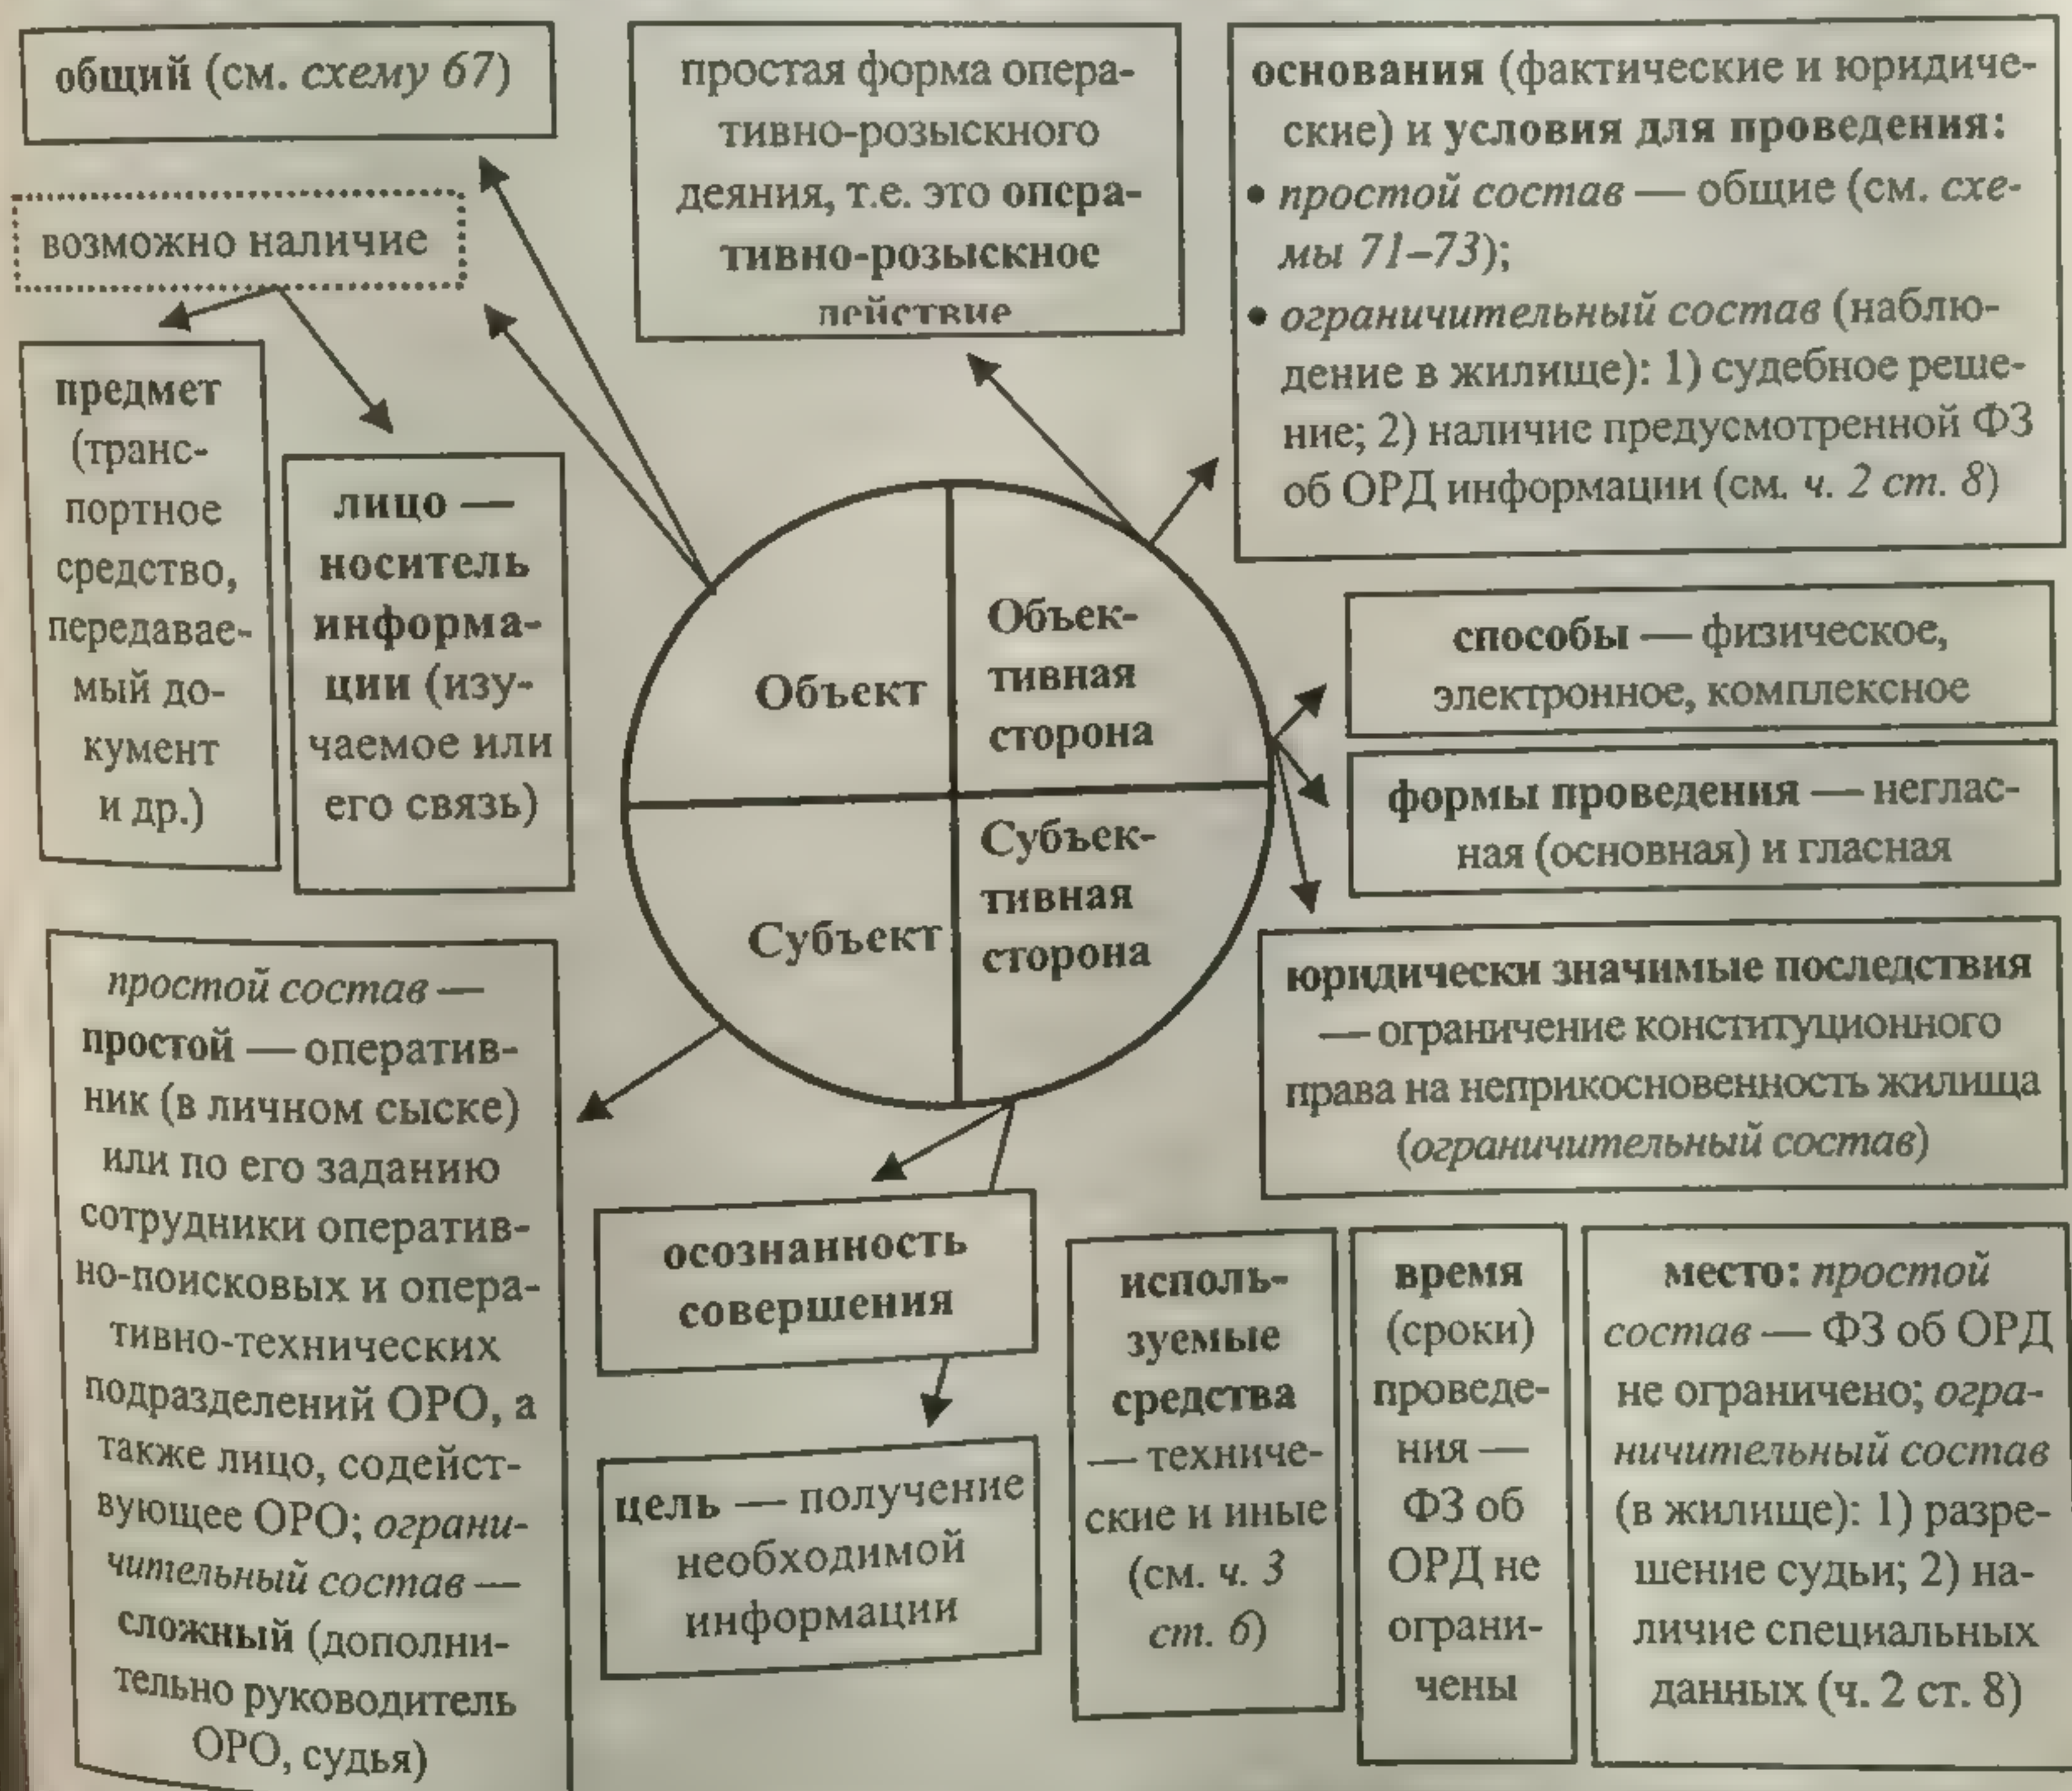 общий (см. схему 67)
возможно наличие
предмет
(транс-
портное
средство,
передавае-
мый до-
кумент
и др.)
лицо —
носитель
информа-
ции (изу-
чаемое или
его связь)
простая форма опера-
тивно-розыскного
деяния, т.е. это опера-
тивно-розыскное
действие
основания (фактические и юридиче-
ские) и условия для проведения:
• простой состав — общие (см. схе-
мы 71–73);
• ограничительный состав (наблю-
дение в жилище): 1) судебное реше-
ние; 2) наличие предусмотренной ФЗ
об ОРД информации (см. ч. 2 ст. 8)
Объект
Объек-
тивная
сторона
Субъект
Субъек-
тивная
сторона
способы — физическое,
электронное, комплексное
формы проведения — неглас-
ная (основная) и гласная
юридически значимые последствия
— ограничение конституционного
права на неприкосновенность жилища
(ограничительный состав)
простой состав —
простой — оператив-
ник (в личном сыске)
или по его заданию
сотрудники оператив-
но-поисковых и опера-
тивно-технических
подразделений ОРО, а
также лицо, содейст-
вующее ОРО; ограни-
чительный состав —
сложный (дополни-
тельно руководитель
ОРО, судья)
осознанность
совершения
цель — получение
необходимой
информации
исполь-
зуемые
средства
— техниче-
ские и иные
(см. ч. 3
ст. 6)
время
(сроки)
проведе-
ния —
ФЗ об
ОРД не
ограни-
чены
место: простой
состав — ФЗ об ОРД
не ограничено; огра-
ничительный состав
(в жилище): 1) разре-
шение судьи; 2) на-
личие специальных
данных (ч. 2 ст. 8)